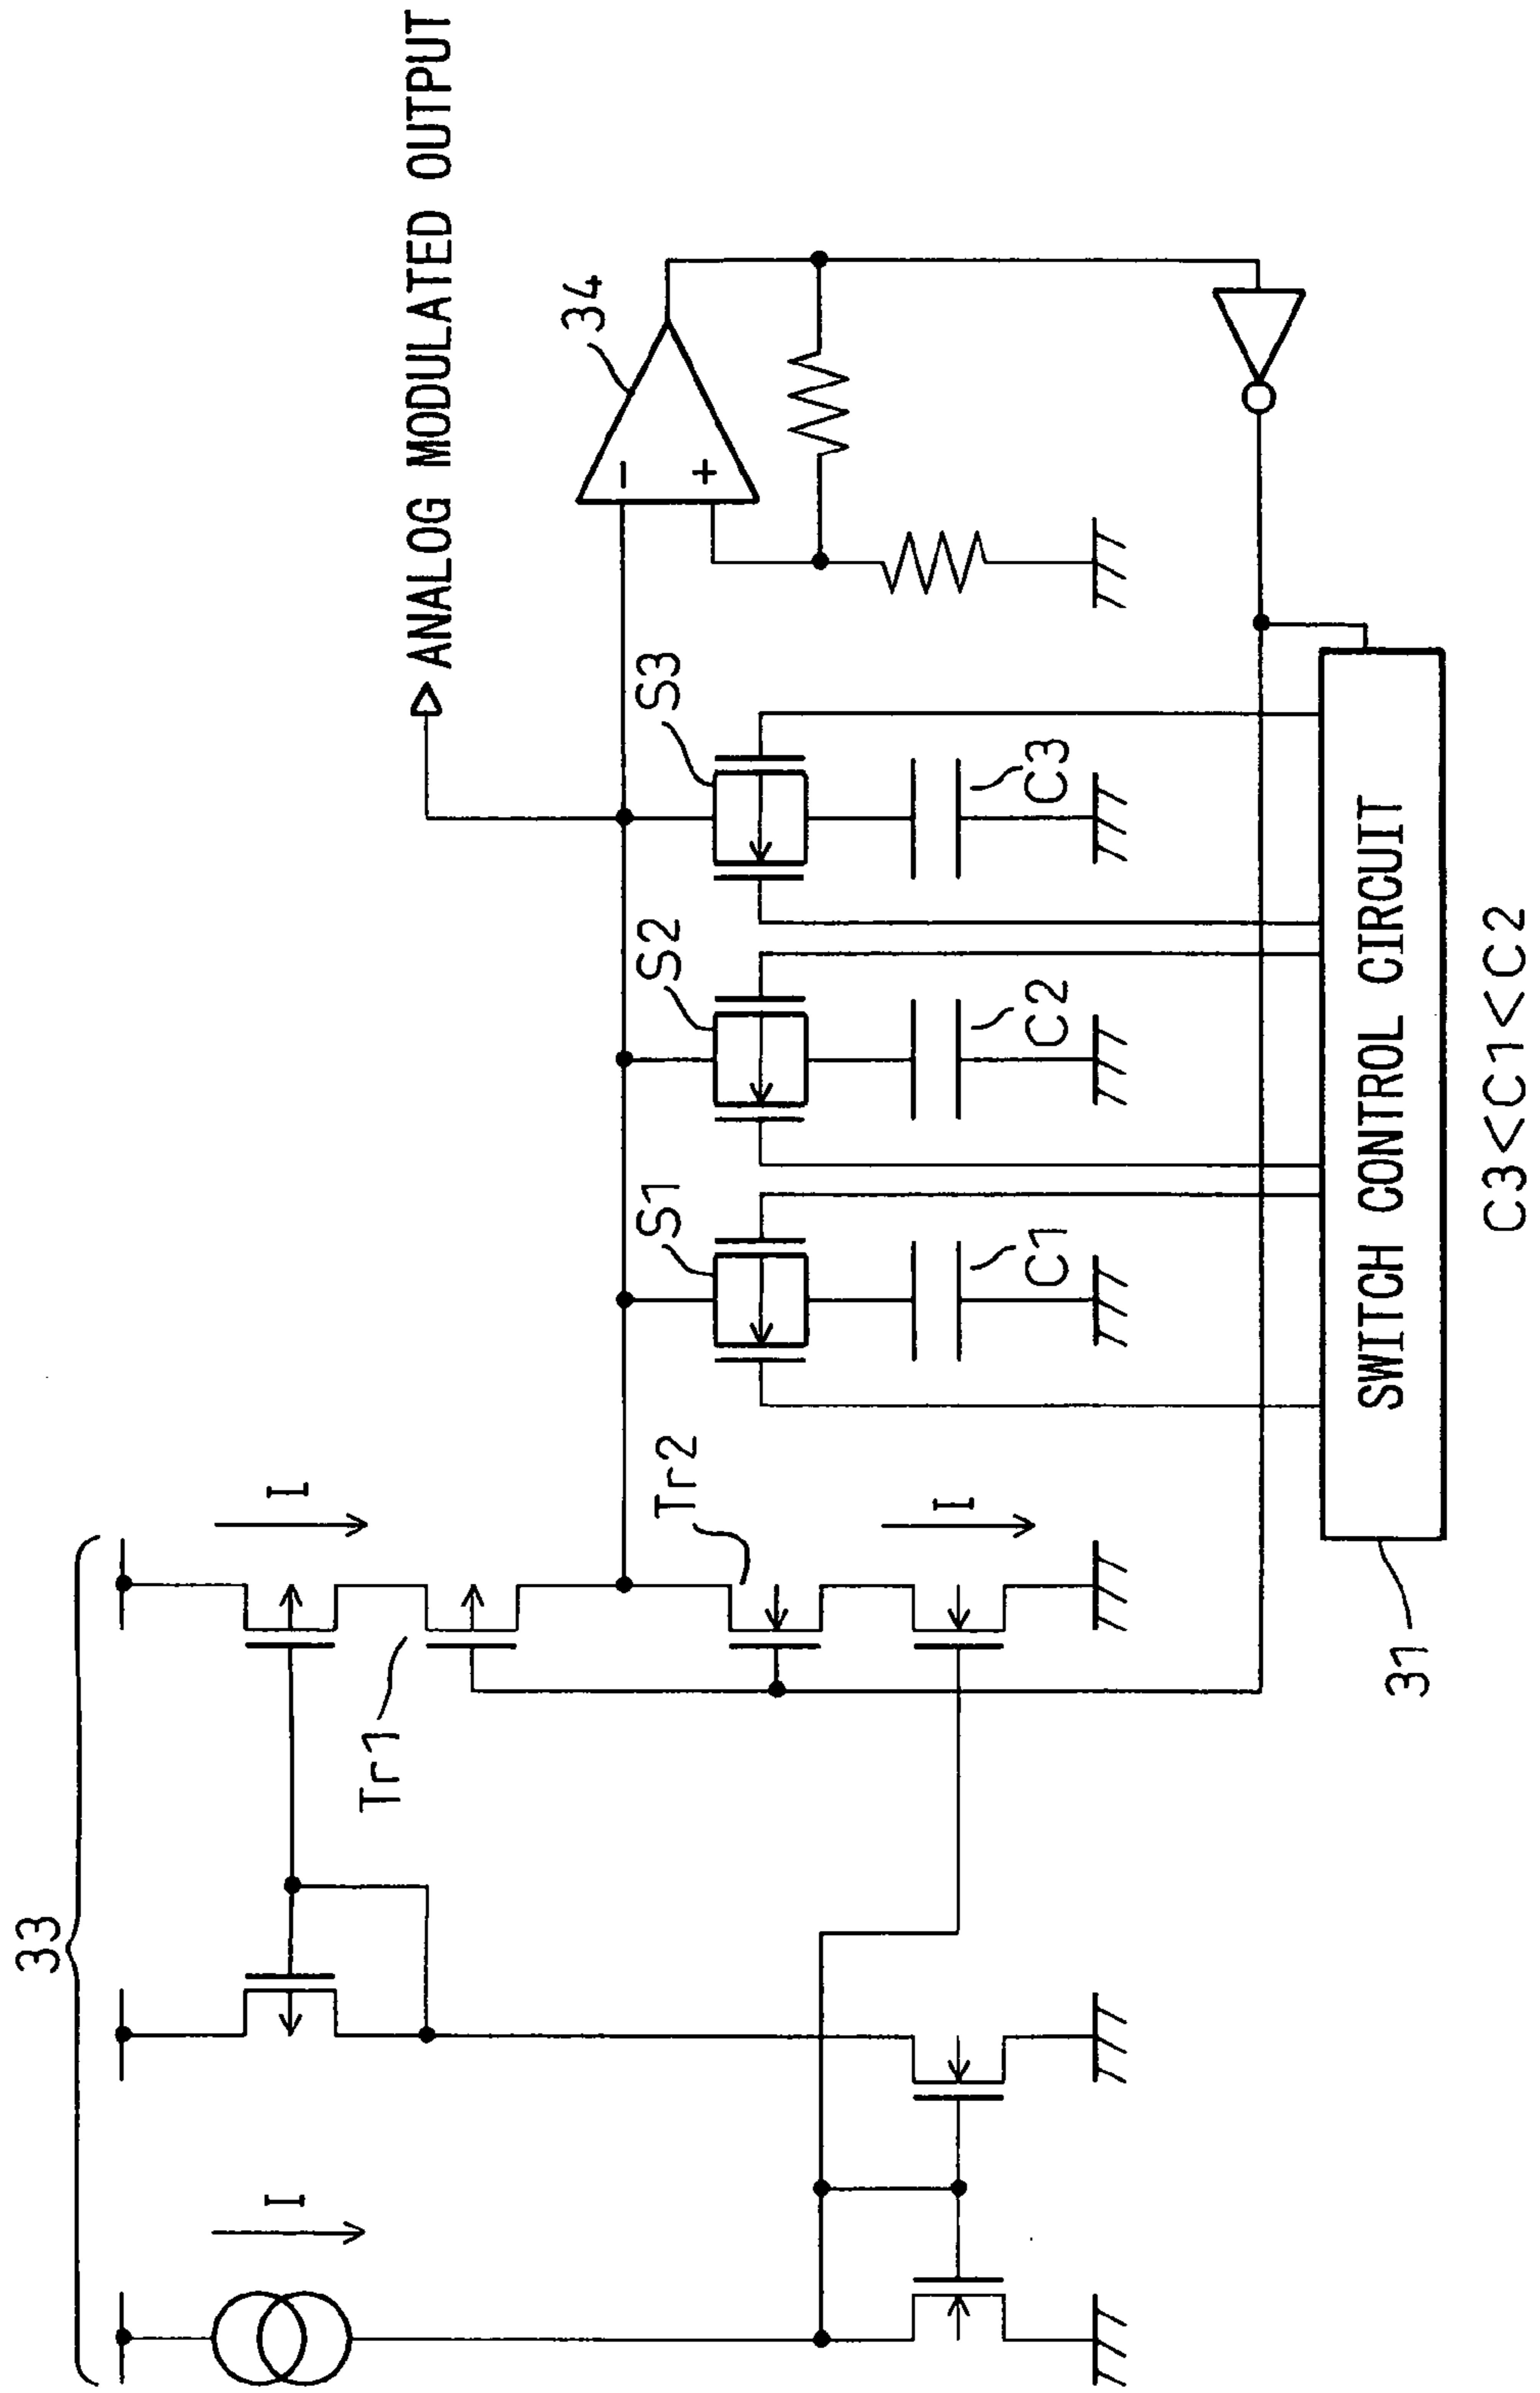 33
I
I
Tr1
Tr2
I
S1
S2
S3
C1
C2
C3
ANALOG MODULATED OUTPUT
34
−
+
SWITCH CONTROL CIRCUIT
31
C3<C1<C2